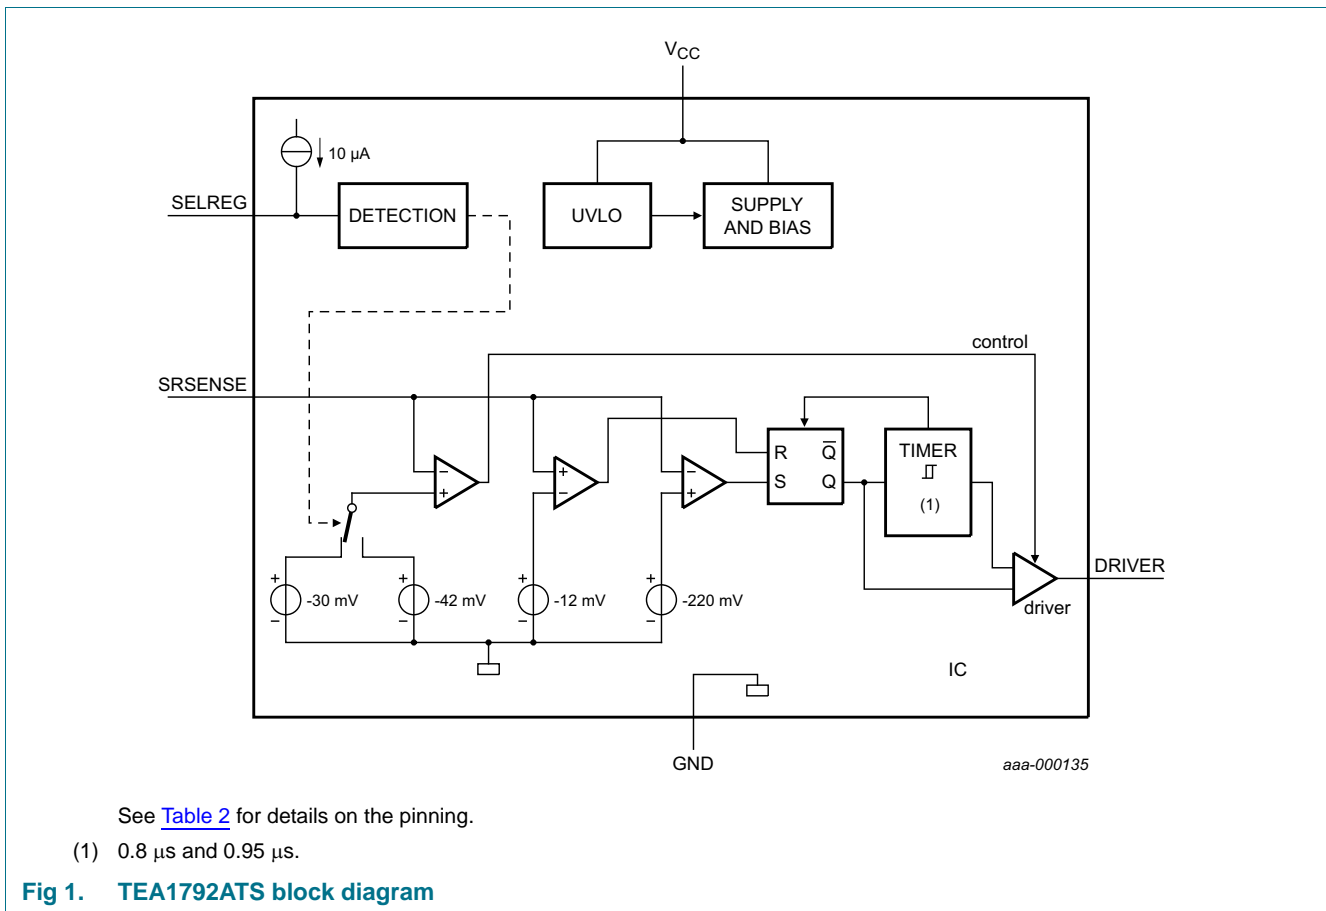 VCC
10 µA
SELREG
DETECTION
UVLO
SUPPLY
AND BIAS
control
SRSENSE
R
Q̅
S
Q
TIMER
(1)
−
+
+
−
−
+
DRIVER
driver
+
-30 mV
−
+
-42 mV
−
+
-12 mV
−
+
-220 mV
−
IC
GND
aaa-000135
See Table 2 for details on the pinning.
(1) 0.8 μs and 0.95 μs.
Fig 1. TEA1792ATS block diagram